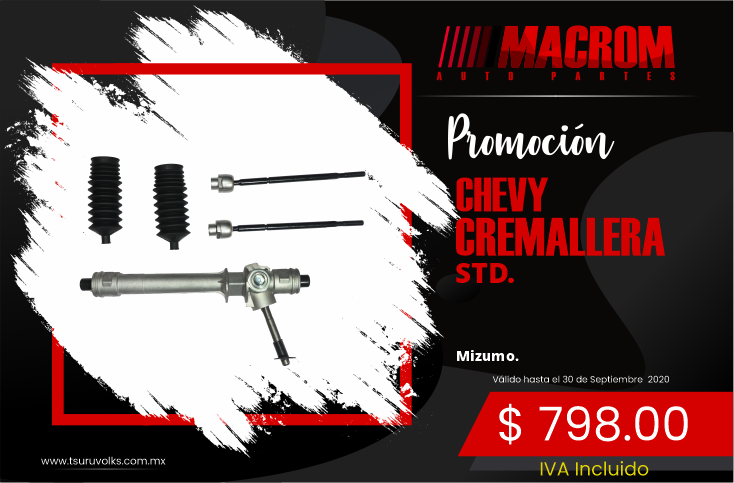 MACROM
AUTO PARTES
Promoción
CHEVY
CREMALLERA
STD.
Mizumo.
Válido hasta el 30 de Septiembre 2020
$ 798.00
IVA Incluido
www.tsuruvolks.com.mx